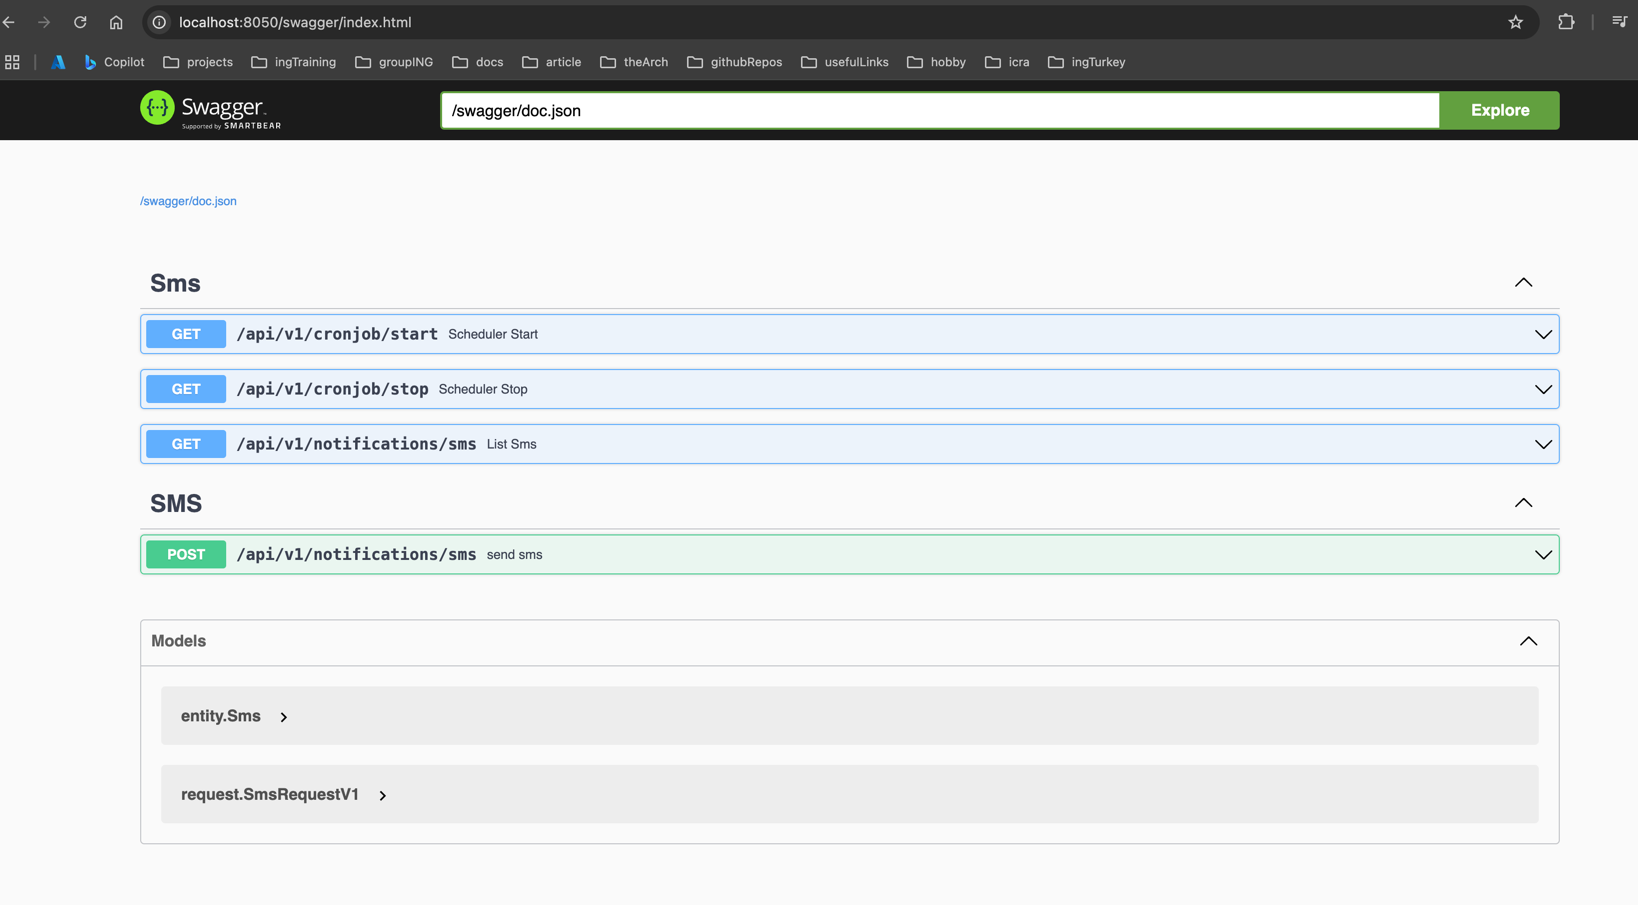 localhost:8050/swagger/index.html
Copilot projects ingTraining groupING docs article theArch githubRepos usefulLinks hobby icra ingTurkey
{···} Swagger™
Supported by SMARTBEAR
/swagger/doc.json
Explore
/swagger/doc.json
Sms
GET /api/v1/cronjob/start Scheduler Start
GET /api/v1/cronjob/stop Scheduler Stop
GET /api/v1/notifications/sms List Sms
SMS
POST /api/v1/notifications/sms send sms
Models
entity.Sms
request.SmsRequestV1